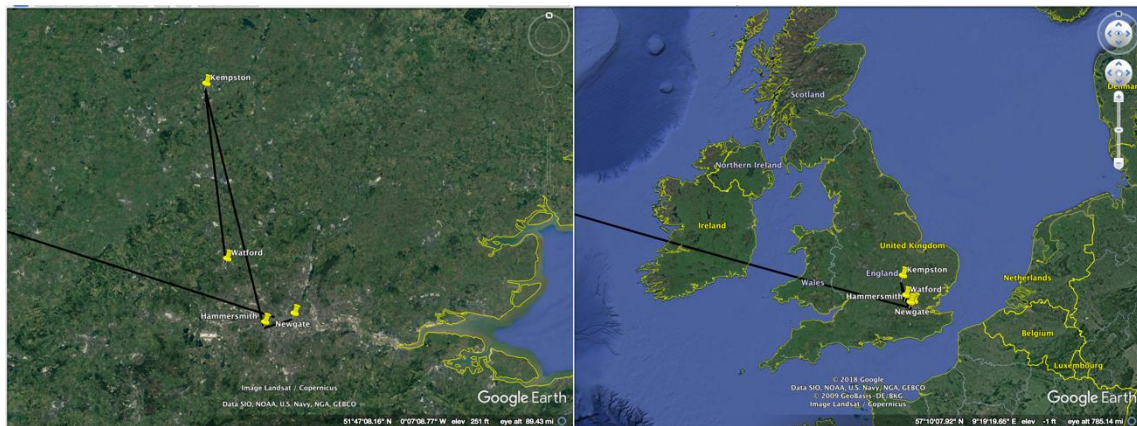 Kempston
Watford
Hammersmith
Newgate
Image Landsat / Copernicus
Data SIO, NOAA, U.S. Navy, NGA, GEBCO
Google Earth
51°47'08.16" N 0°07'08.77" W elev 251 ft eye alt 89.43 mi
N
Scotland
Denmar
Northern Ireland
Ireland
United Kingdom
England
Kempston
Netherlands
Wales
Watford
Hammersmith
Newgate
Belgium
Luxembourg
© 2018 Google
Data SIO, NOAA, U.S. Navy, NGA, GEBCO
© 2009 GeoBasis-DE/BKG
Image Landsat / Copernicus
Google Earth
57°10'07.92" N 9°19'19.65" E elev -1 ft eye alt 785.14 mi